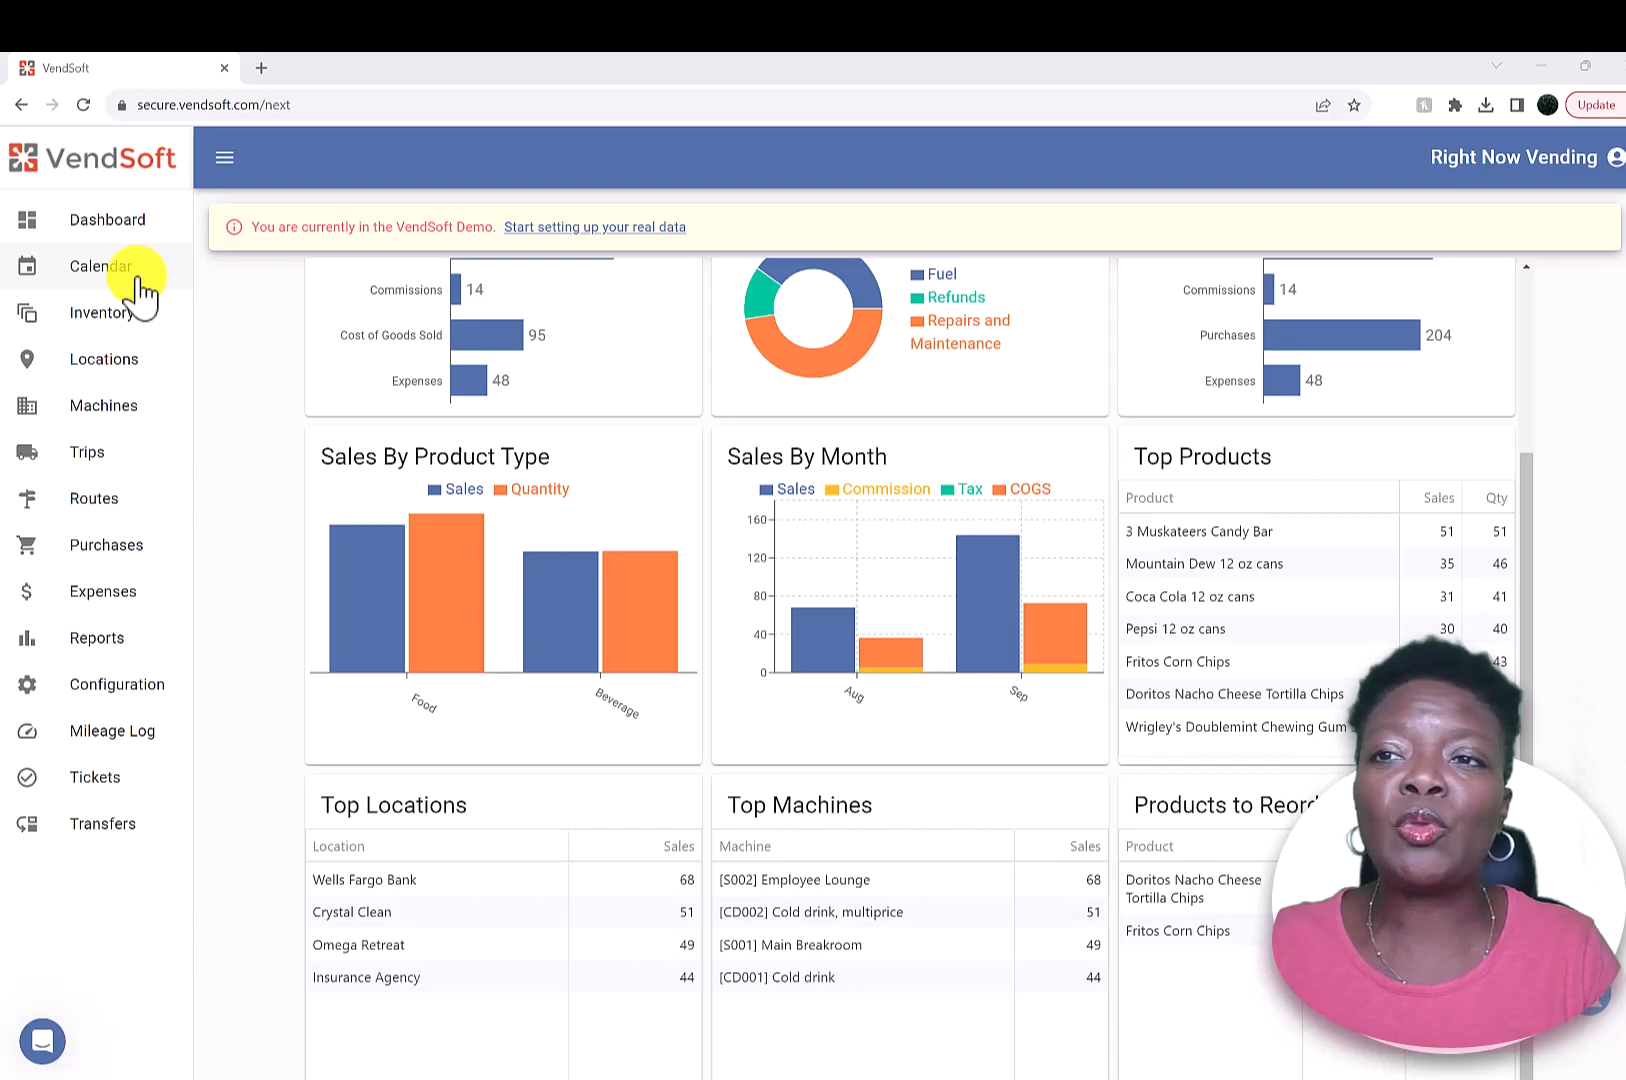 VendSoft
secure.vendsoft.com/next
Update
VendSoft
Right Now Vending
You are currently in the VendSoft Demo. Start setting up your real data
Dashboard
Calendar
Inventory
Locations
Machines
Trips
Routes
Purchases
Expenses
Reports
Configuration
Mileage Log
Tickets
Transfers
Commissions 14
Cost of Goods Sold 95
Expenses 48
Fuel
Refunds
Repairs and
Maintenance
Commissions 14
Purchases 204
Expenses 48
Sales By Product Type
Sales Quantity
Food Beverage
Sales By Month
Sales Commission Tax COGS
160
120
80
40
0
Aug Sep
Top Products
Product Sales Qty
3 Muskateers Candy Bar 51 51
Mountain Dew 12 oz cans 35 46
Coca Cola 12 oz cans 31 41
Pepsi 12 oz cans 30 40
Fritos Corn Chips 43
Doritos Nacho Cheese Tortilla Chips
Wrigley's Doublemint Chewing Gum
Top Locations
Location Sales
Wells Fargo Bank 68
Crystal Clean 51
Omega Retreat 49
Insurance Agency 44
Top Machines
Machine Sales
[S002] Employee Lounge 68
[CD002] Cold drink, multiprice 51
[S001] Main Breakroom 49
[CD001] Cold drink 44
Products to Reord
Product
Doritos Nacho Cheese
Tortilla Chips
Fritos Corn Chips